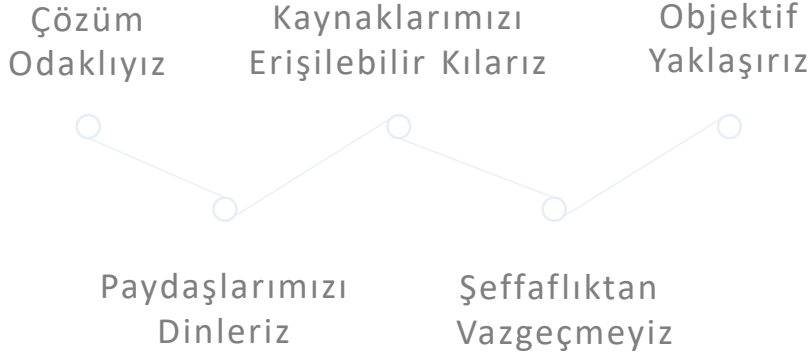 Çözüm
Odaklıyız
Kaynaklarımızı
Erişilebilir Kılarız
Objektif
Yaklaşırız
Paydaşlarımızı
Dinleriz
Şeffaflıktan
Vazgeçmeyiz